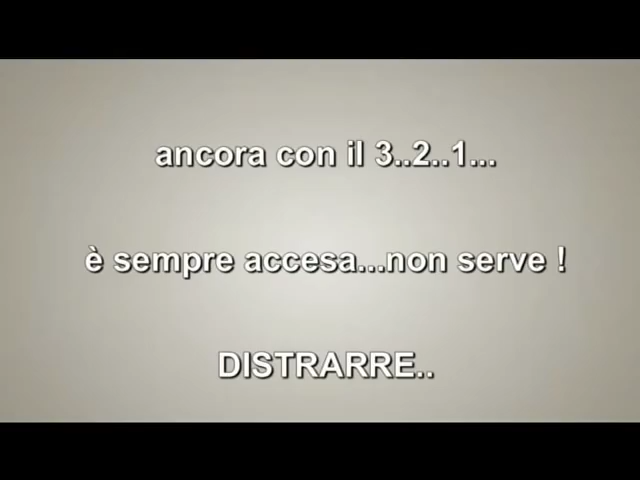 ancora con il 3..2..1...
è sempre accesa...non serve !
DISTRARRE..